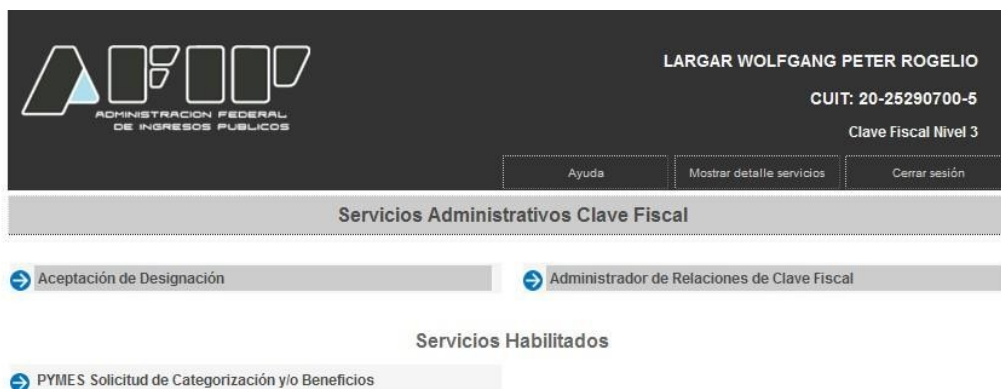 AFIP
ADMINISTRACION FEDERAL
DE INGRESOS PUBLICOS
LARGAR WOLFGANG PETER ROGELIO
CUIT: 20-25290700-5
Clave Fiscal Nivel 3
Ayuda
Mostrar detalle servicios
Cerrar sesión
Servicios Administrativos Clave Fiscal
Aceptación de Designación
Administrador de Relaciones de Clave Fiscal
Servicios Habilitados
PYMES Solicitud de Categorización y/o Beneficios